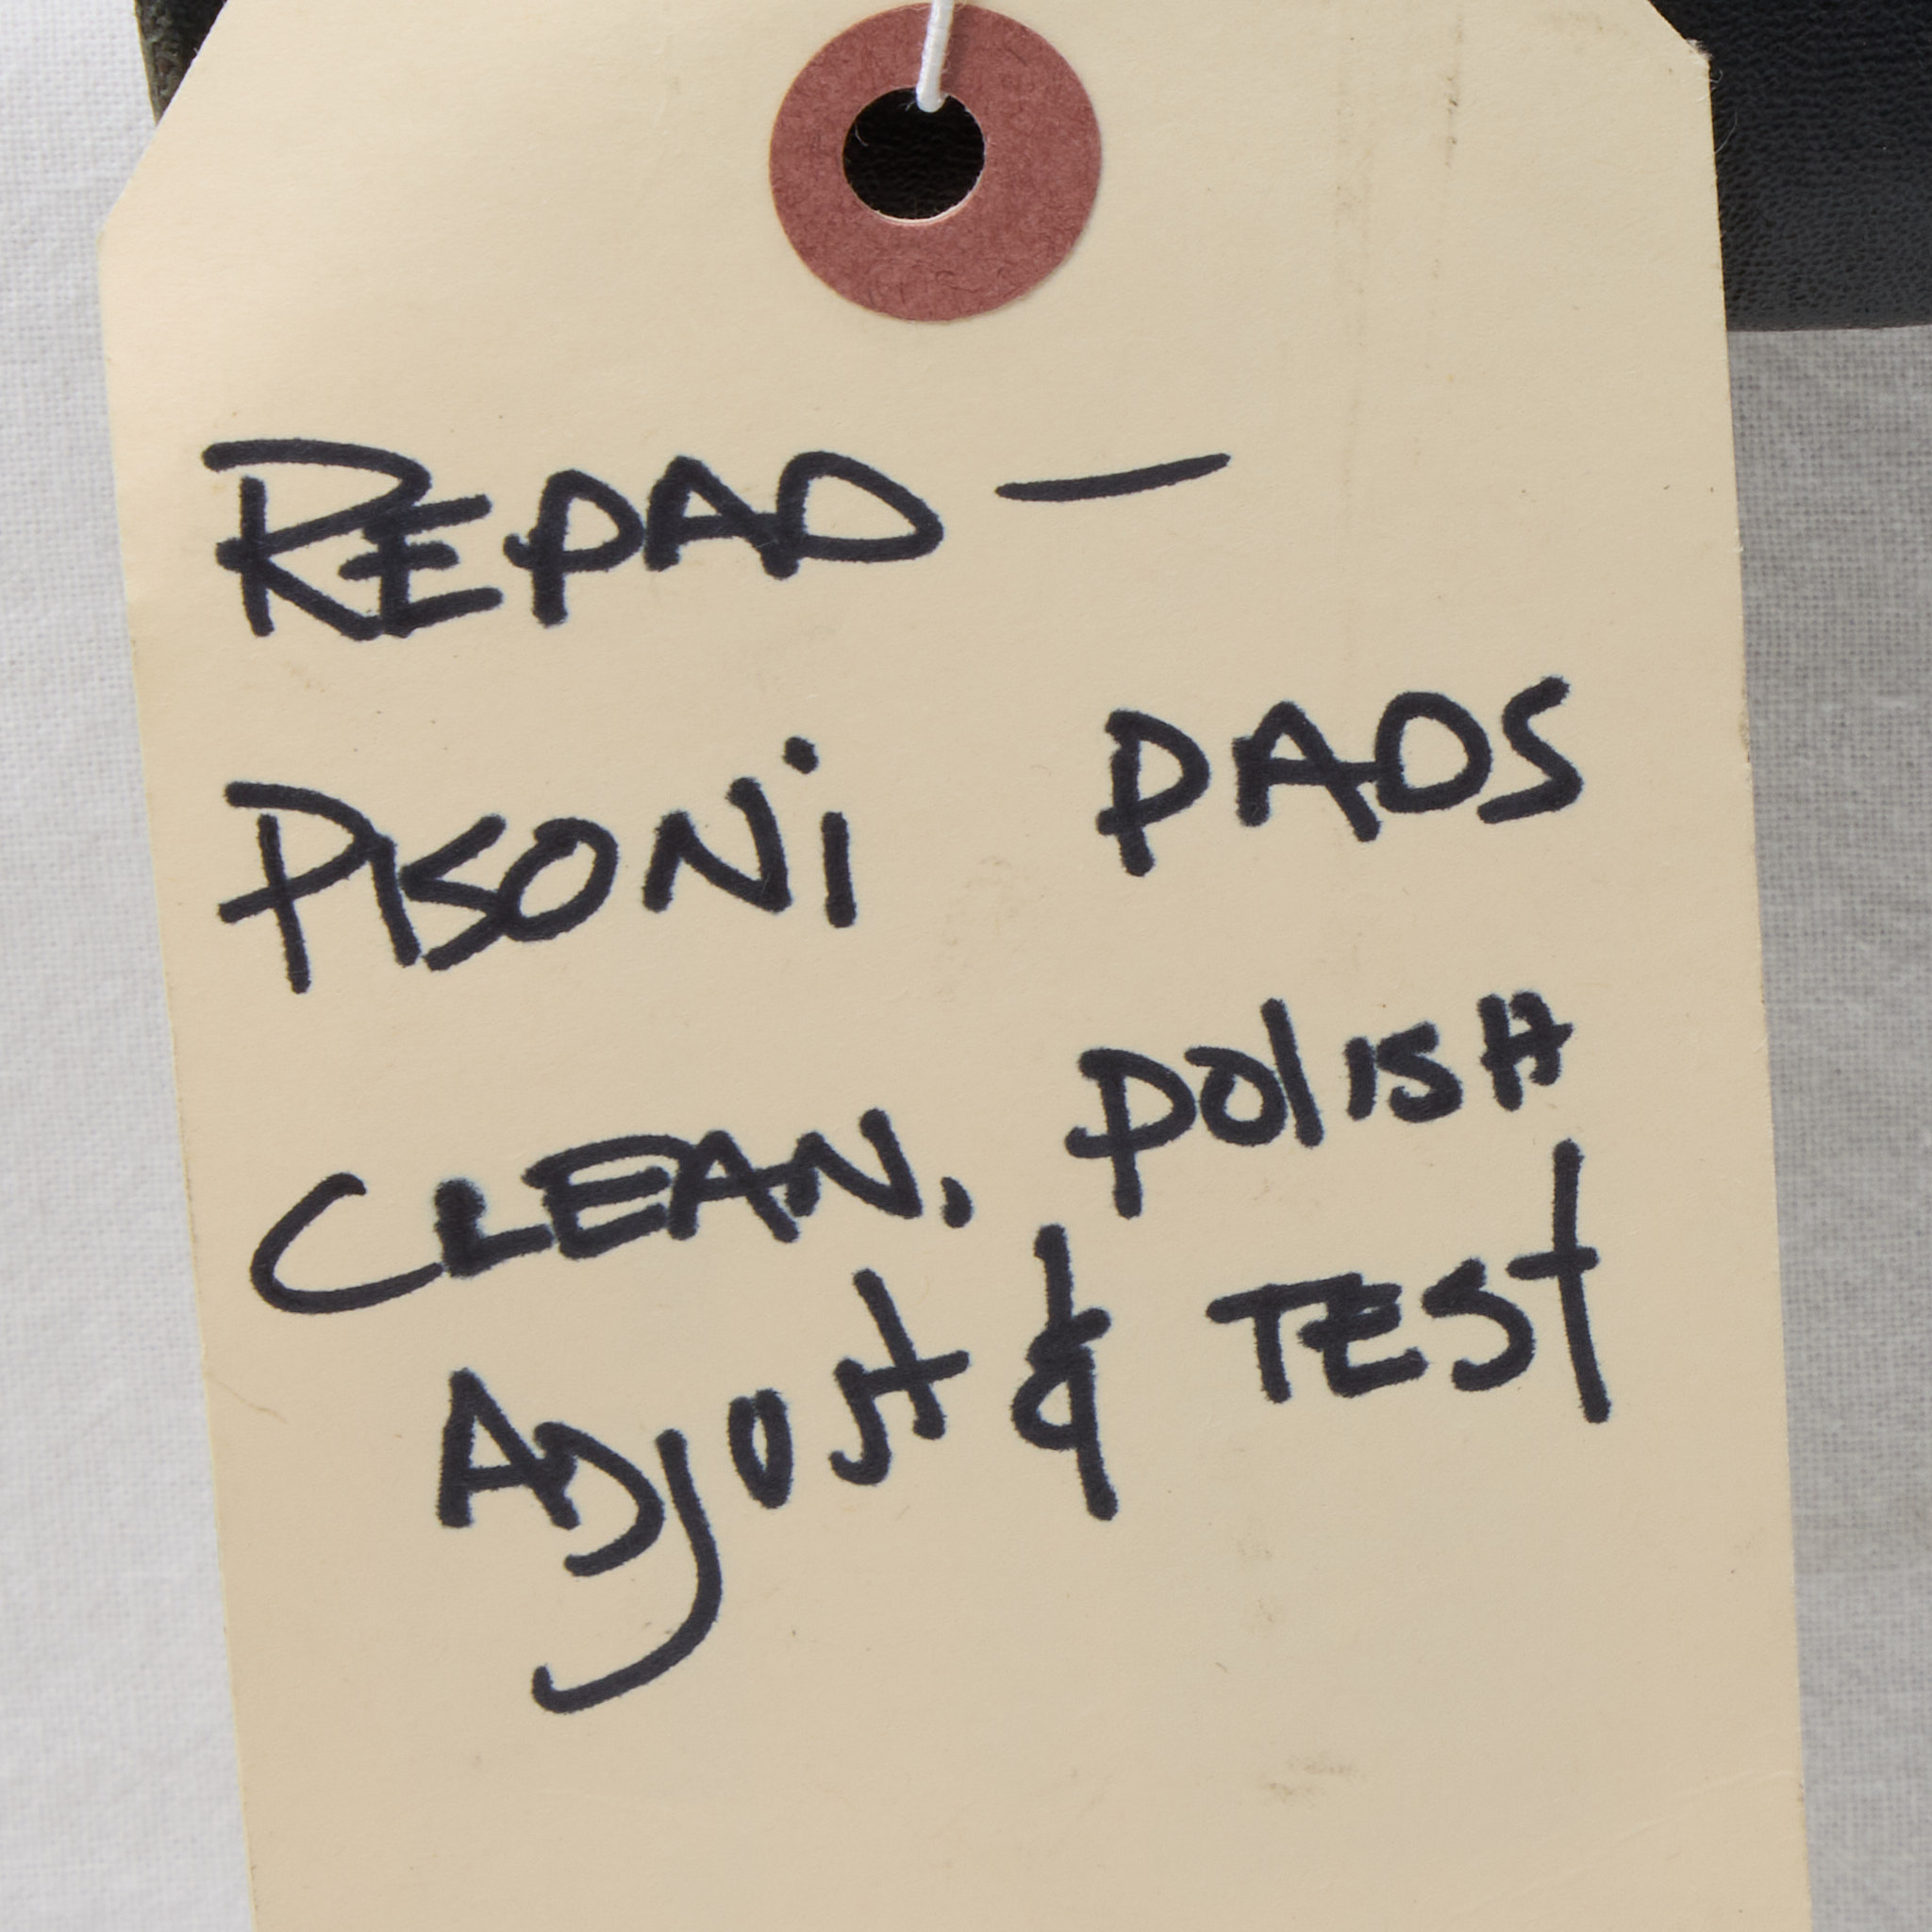 REPAD —
PISONi PADS
CLEAN, POLISH
ADJUST & TEST